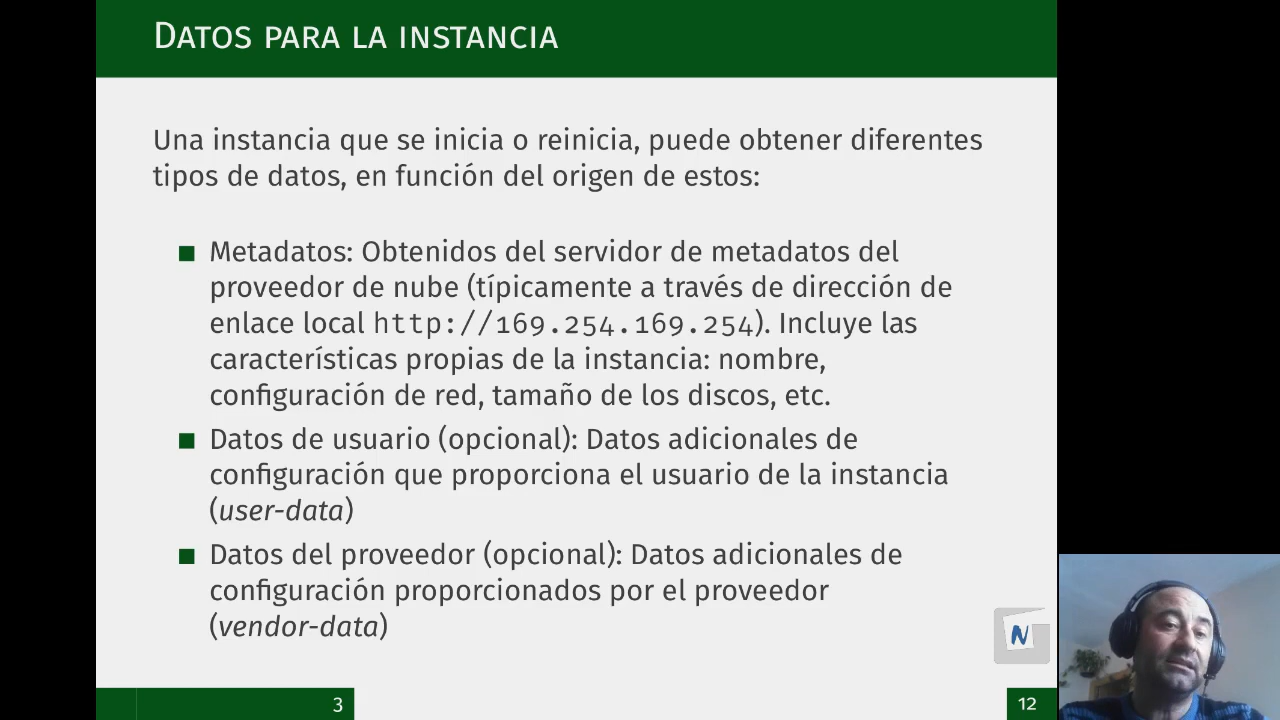 Datos para la instancia
Una instancia que se inicia o reinicia, puede obtener diferentes
tipos de datos, en función del origen de estos:
Metadatos: Obtenidos del servidor de metadatos del
proveedor de nube (típicamente a través de dirección de
enlace local http://169.254.169.254). Incluye las
características propias de la instancia: nombre,
configuración de red, tamaño de los discos, etc.
Datos de usuario (opcional): Datos adicionales de
configuración que proporciona el usuario de la instancia
(user-data)
Datos del proveedor (opcional): Datos adicionales de
configuración proporcionados por el proveedor
(vendor-data)
N
3
12